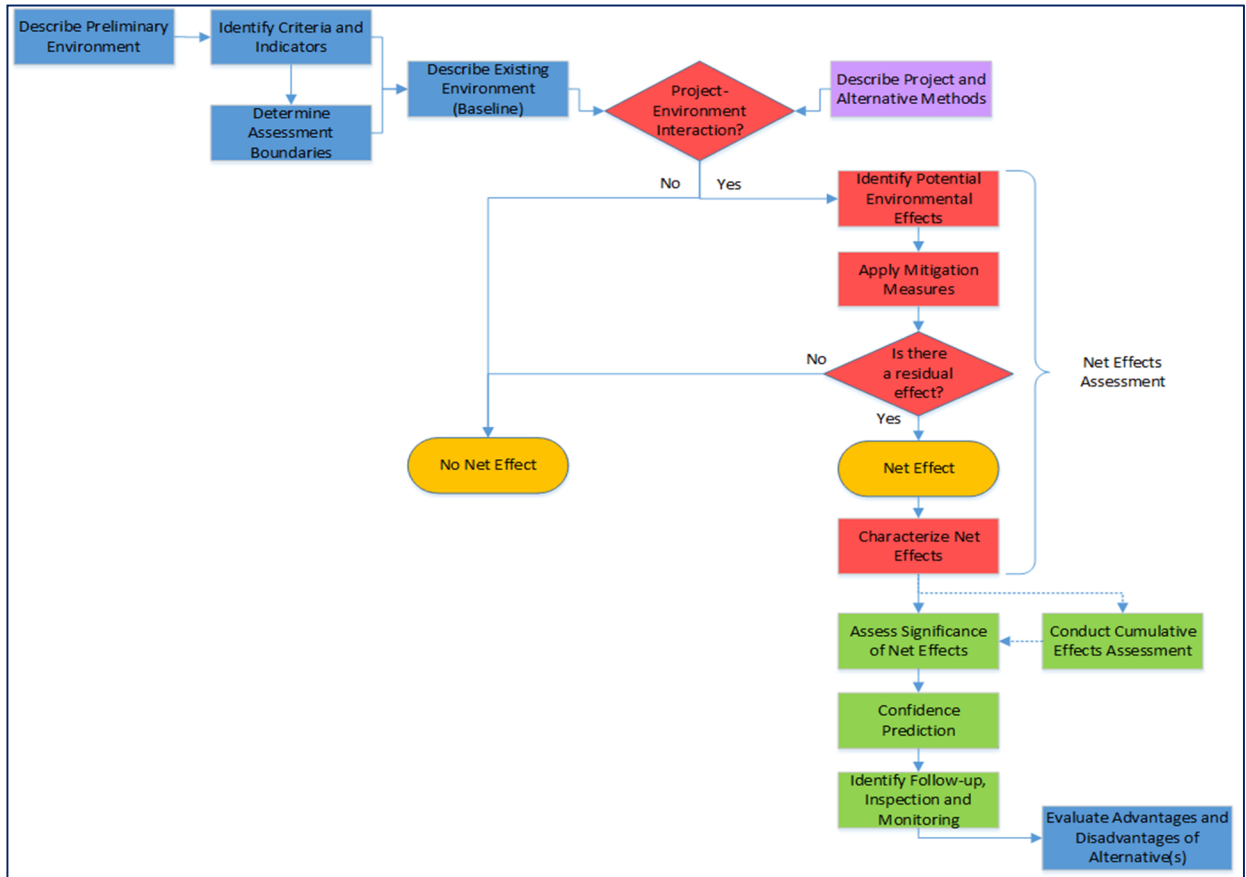 Describe Preliminary
Environment
Identify Criteria and
Indicators
Determine
Assessment
Boundaries
Describe Existing
Environment
(Baseline)
Project-
Environment
Interaction?
Describe Project and
Alternative Methods
No
Yes
Identify Potential
Environmental
Effects
Apply Mitigation
Measures
Is there
a residual
effect?
No
Yes
Net Effects
Assessment
No Net Effect
Net Effect
Characterize Net
Effects
Assess Significance
of Net Effects
Conduct Cumulative
Effects Assessment
Confidence
Prediction
Identify Follow-up,
Inspection and
Monitoring
Evaluate Advantages and
Disadvantages of
Alternative(s)